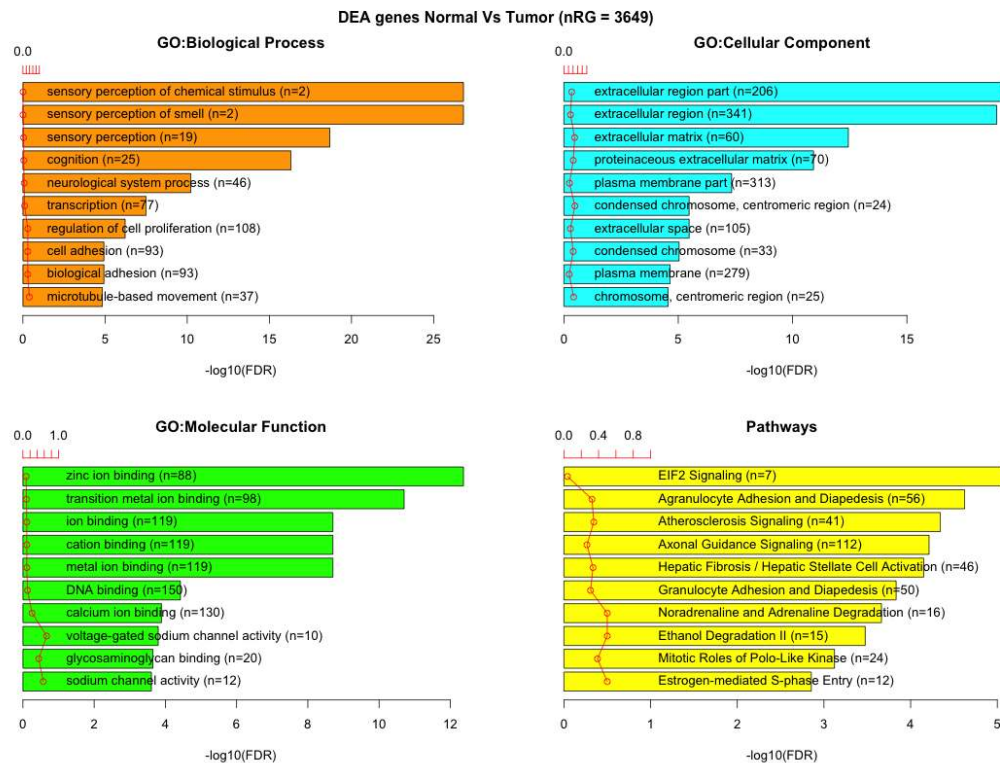 DEA genes Normal Vs Tumor (nRG = 3649)
GO:Biological Process
0.0
sensory perception of chemical stimulus (n=2)
sensory perception of smell (n=2)
sensory perception (n=19)
cognition (n=25)
neurological system process (n=46)
transcription (n=77)
regulation of cell proliferation (n=108)
cell adhesion (n=93)
biological adhesion (n=93)
microtubule-based movement (n=37)
0 5 10 15 20 25
-log10(FDR)
GO:Cellular Component
0.0
extracellular region part (n=206)
extracellular region (n=341)
extracellular matrix (n=60)
proteinaceous extracellular matrix (n=70)
plasma membrane part (n=313)
condensed chromosome, centromeric region (n=24)
extracellular space (n=105)
condensed chromosome (n=33)
plasma membrane (n=279)
chromosome, centromeric region (n=25)
0 5 10 15
-log10(FDR)
GO:Molecular Function
0.0 1.0
zinc ion binding (n=88)
transition metal ion binding (n=98)
ion binding (n=119)
cation binding (n=119)
metal ion binding (n=119)
DNA binding (n=150)
calcium ion binding (n=130)
voltage-gated sodium channel activity (n=10)
glycosaminoglycan binding (n=20)
sodium channel activity (n=12)
0 2 4 6 8 10 12
-log10(FDR)
Pathways
0.0 0.4 0.8
EIF2 Signaling (n=7)
Agranulocyte Adhesion and Diapedesis (n=56)
Atherosclerosis Signaling (n=41)
Axonal Guidance Signaling (n=112)
Hepatic Fibrosis / Hepatic Stellate Cell Activation (n=46)
Granulocyte Adhesion and Diapedesis (n=50)
Noradrenaline and Adrenaline Degradation (n=16)
Ethanol Degradation II (n=15)
Mitotic Roles of Polo-Like Kinase (n=24)
Estrogen-mediated S-phase Entry (n=12)
0 1 2 3 4 5
-log10(FDR)